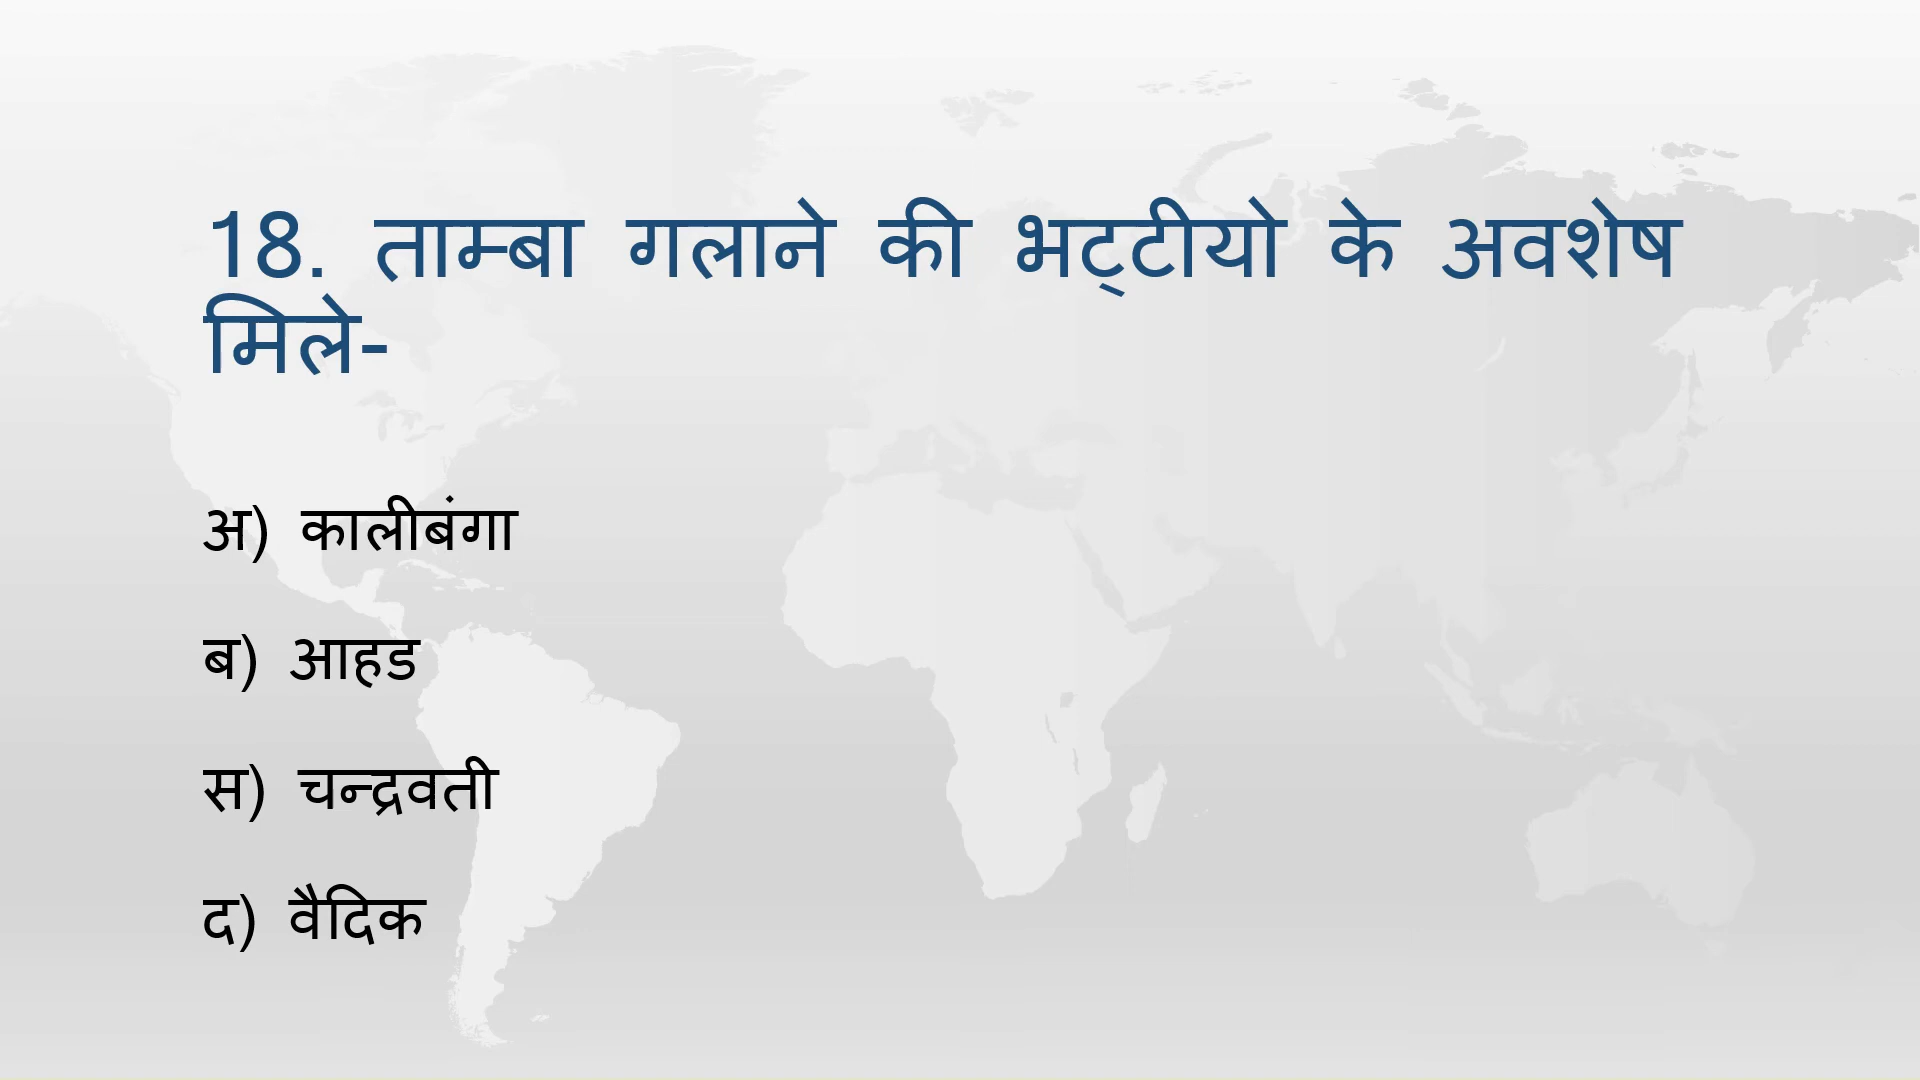 18. ताम्बा गलाने की भट्टीयो के अवशेष
मिले-
अ) कालीबंगा
ब) आहड
स) चन्द्रवती
द) वैदिक